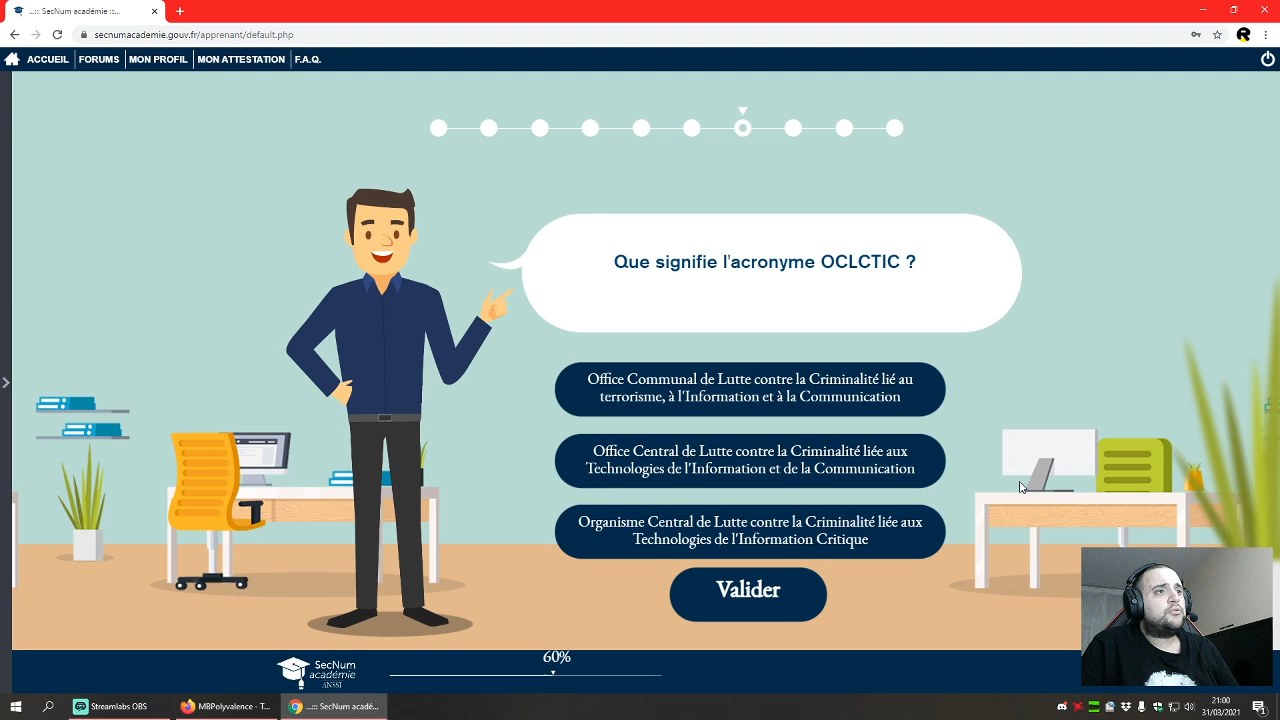 ..:: SecNum académie ::..
secnumacademie.gouv.fr/apprenant/default.php
ACCUEIL FORUMS MON PROFIL MON ATTESTATION F.A.Q.
Que signifie l'acronyme OCLCTIC ?
Office Communal de Lutte contre la Criminalité lié au
terrorisme, à l'Information et à la Communication
Office Central de Lutte contre la Criminalité liée aux
Technologies de l'Information et de la Communication
Organisme Central de Lutte contre la Criminalité liée aux
Technologies de l'Information Critique
Valider
60%
SecNum
académie
ANSSI
Streamlabs OBS
MBPolyvalence - T...
..:: SecNum acadé...
21:00
31/03/2021